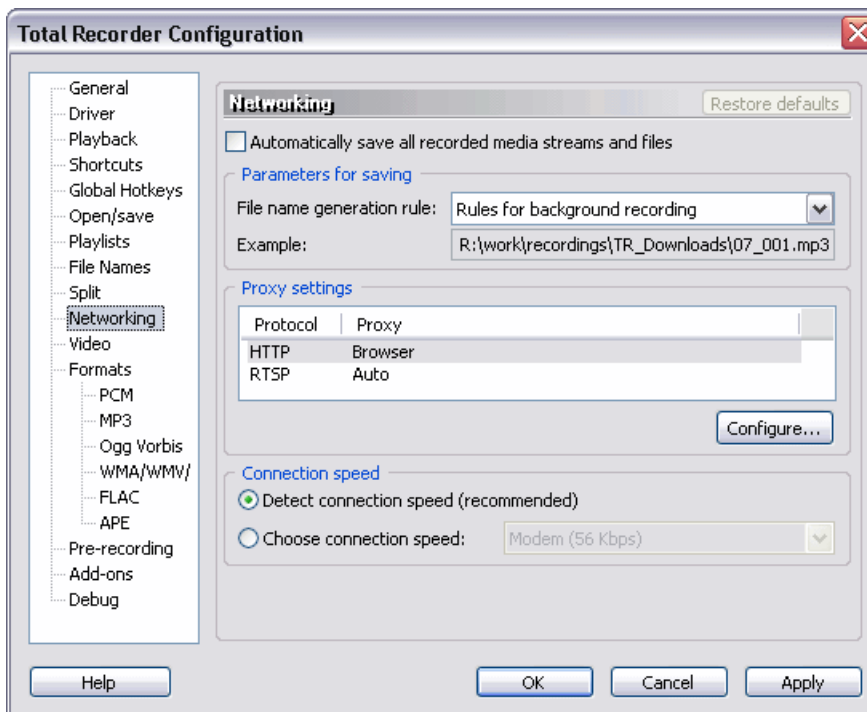 Total Recorder Configuration
General
Driver
Playback
Shortcuts
Global Hotkeys
Open/save
Playlists
File Names
Split
Networking
Video
Formats
PCM
MP3
Ogg Vorbis
WMA/WMV/
FLAC
APE
Pre-recording
Add-ons
Debug
Networking
Restore defaults
Automatically save all recorded media streams and files
Parameters for saving
File name generation rule: Rules for background recording
Example: R:\work\recordings\TR_Downloads\07_001.mp3
Proxy settings
Protocol Proxy
HTTP Browser
RTSP Auto
Configure...
Connection speed
Detect connection speed (recommended)
Choose connection speed: Modem (56 Kbps)
Help OK Cancel Apply